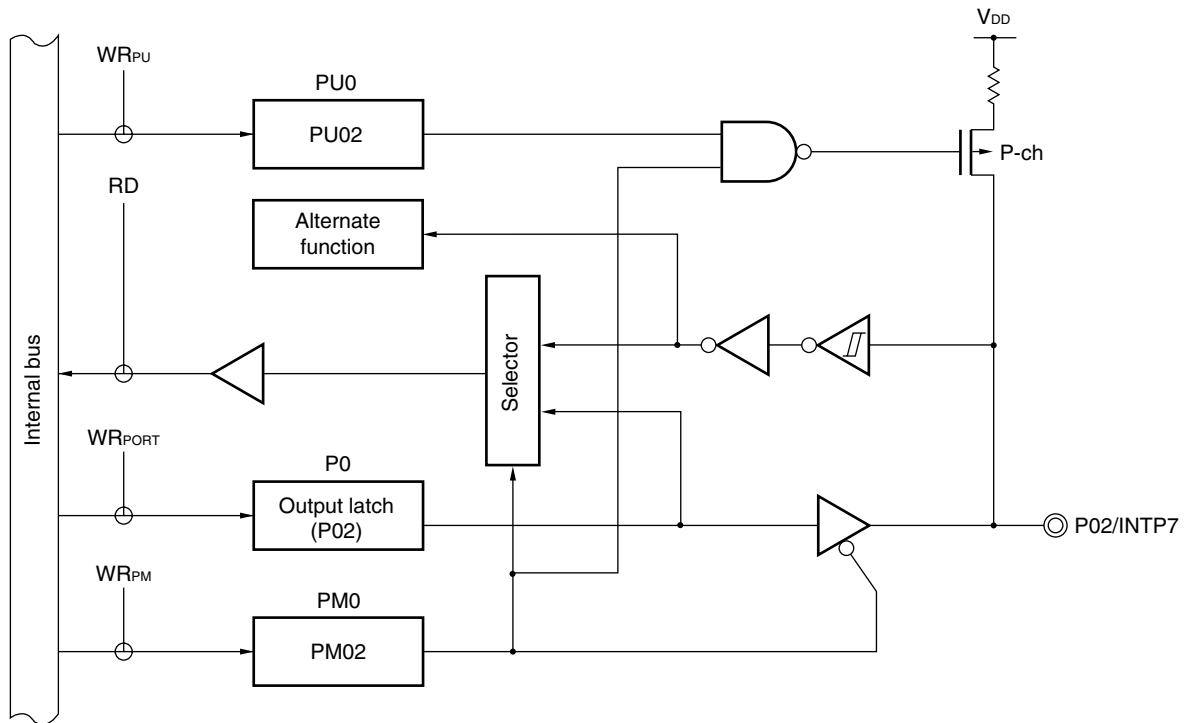 VDD
WRPU
PU0
PU02
P-ch
RD
Alternate
function
Internal bus
Selector
WRPORT
P0
Output latch
(P02)
P02/INTP7
WRPM
PM0
PM02